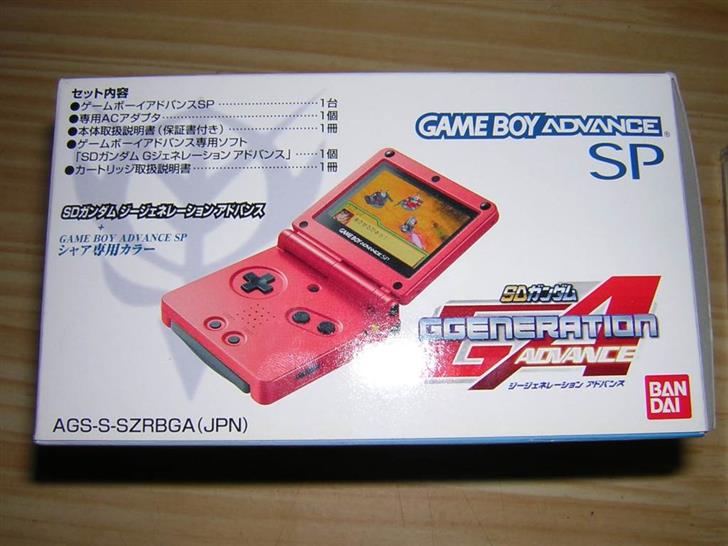 セット内容
●ゲームボーイアドバンスSP……………………1台
●専用ACアダプタ……………………………1個
●本体取扱説明書(保証書付き)……………1冊
●ゲームボーイアドバンス専用ソフト
「SDガンダム Gジェネレーション アドバンス」……1個
●カートリッジ取扱説明書……………………1冊
SDガンダム ジージェネレーション アドバンス
+
GAME BOY ADVANCE SP
シャア専用カラー
GAME BOY ADVANCE
SP
GAME BOY ADVANCE SP
SDガンダム
GGENERATION
ADVANCE
ジージェネレーション アドバンス
BAN
DAI
AGS-S-SZRBGA(JPN)